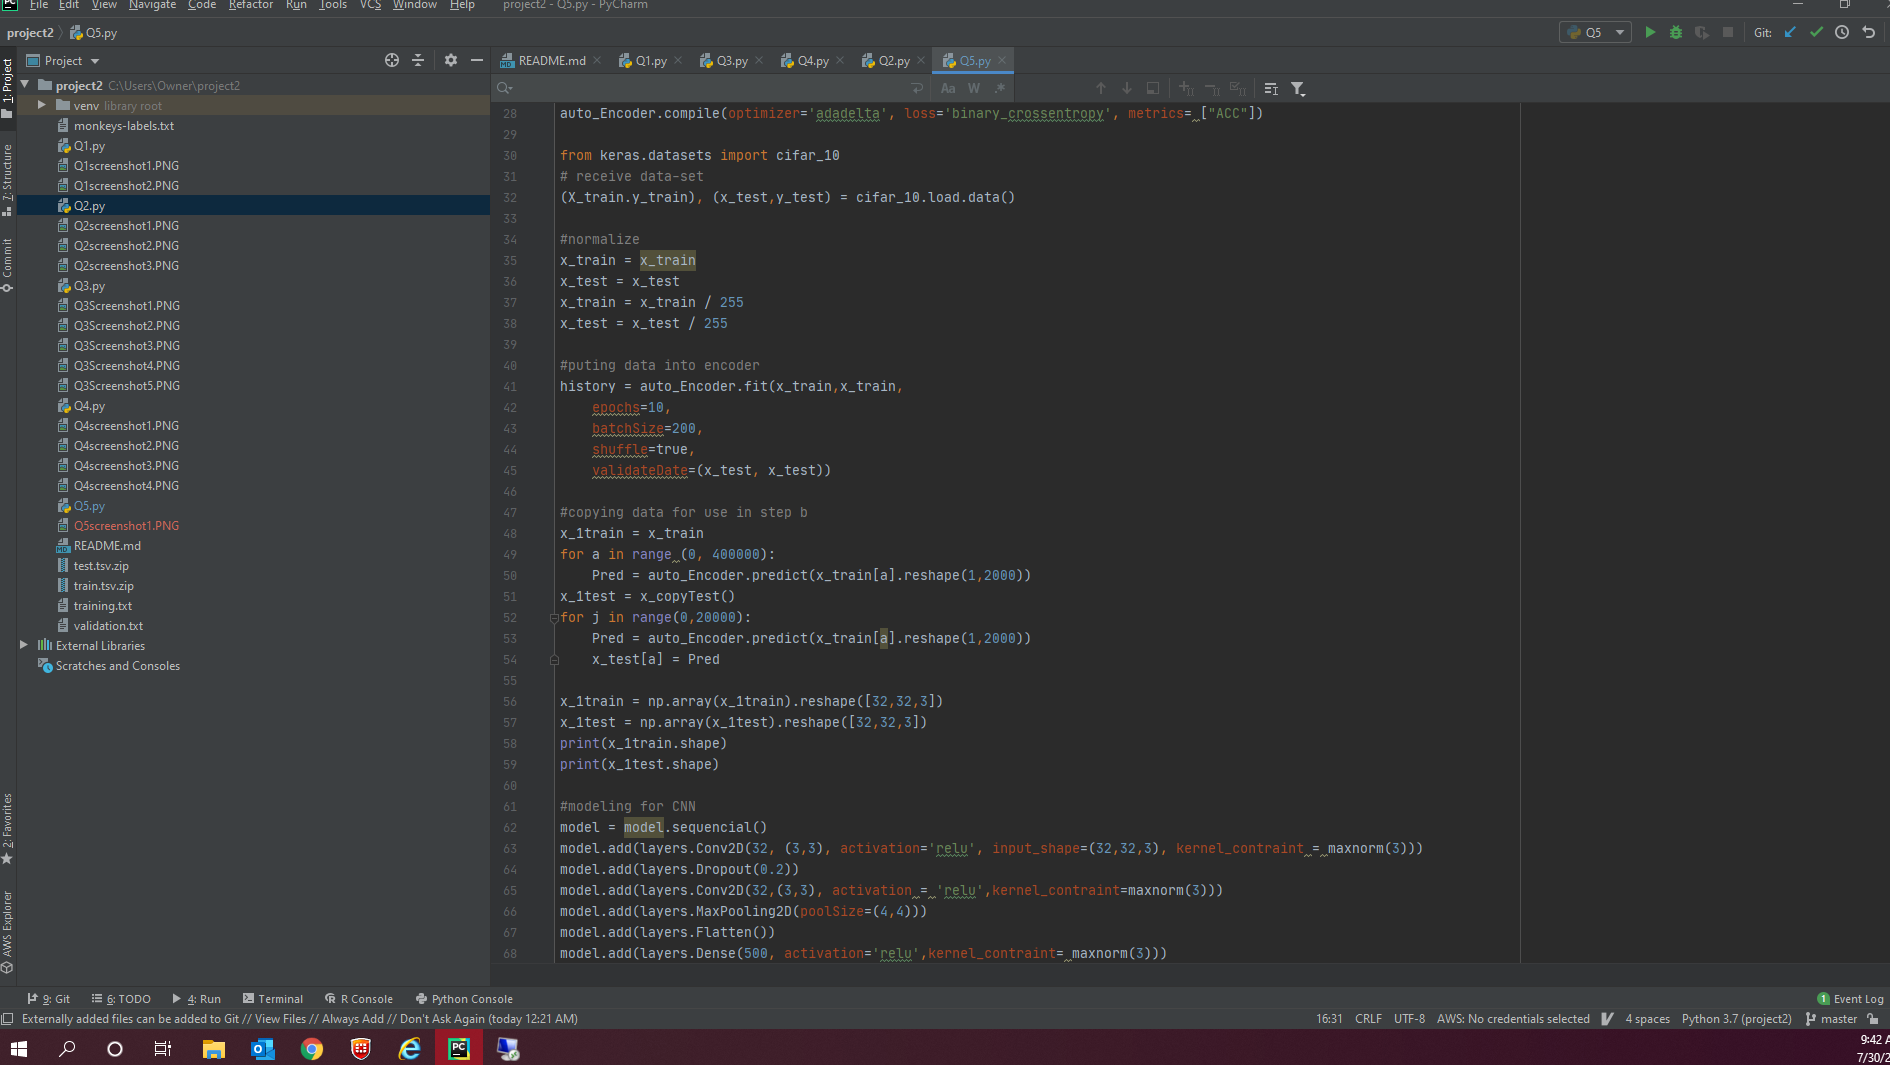 File Edit View Navigate Code Refactor Run Tools VCS Window Help project2 - Q5.py - PyCharm
project2 Q5.py Q5 Git:
Project
README.md Q1.py Q3.py Q4.py Q2.py Q5.py
Aa W .*
1: Project
7: Structure
Commit
2: Favorites
AWS Explorer
project2 C:\Users\Owner\project2
venv library root
monkeys-labels.txt
Q1.py
Q1screenshot1.PNG
Q1screenshot2.PNG
Q2.py
Q2screenshot1.PNG
Q2screenshot2.PNG
Q2screenshot3.PNG
Q3.py
Q3Screenshot1.PNG
Q3Screenshot2.PNG
Q3Screenshot3.PNG
Q3Screenshot4.PNG
Q3Screenshot5.PNG
Q4.py
Q4screenshot1.PNG
Q4screenshot2.PNG
Q4screenshot3.PNG
Q4screenshot4.PNG
Q5.py
Q5screenshot1.PNG
README.md
test.tsv.zip
train.tsv.zip
training.txt
validation.txt
External Libraries
Scratches and Consoles
28 auto_Encoder.compile(optimizer='adadelta', loss='binary_crossentropy', metrics= ["ACC"])
29
30 from keras.datasets import cifar_10
31 # receive data-set
32 (X_train.y_train), (x_test,y_test) = cifar_10.load.data()
33
34 #normalize
35 x_train = x_train
36 x_test = x_test
37 x_train = x_train / 255
38 x_test = x_test / 255
39
40 #puting data into encoder
41 history = auto_Encoder.fit(x_train,x_train,
42 epochs=10,
43 batchSize=200,
44 shuffle=true,
45 validateDate=(x_test, x_test))
46
47 #copying data for use in step b
48 x_1train = x_train
49 for a in range (0, 400000):
50 Pred = auto_Encoder.predict(x_train[a].reshape(1,2000))
51 x_1test = x_copyTest()
52 for j in range(0,20000):
53 Pred = auto_Encoder.predict(x_train[a].reshape(1,2000))
54 x_test[a] = Pred
55
56 x_1train = np.array(x_1train).reshape([32,32,3])
57 x_1test = np.array(x_1test).reshape([32,32,3])
58 print(x_1train.shape)
59 print(x_1test.shape)
60
61 #modeling for CNN
62 model = model.sequencial()
63 model.add(layers.Conv2D(32, (3,3), activation='relu', input_shape=(32,32,3), kernel_contraint = maxnorm(3)))
64 model.add(layers.Dropout(0.2))
65 model.add(layers.Conv2D(32,(3,3), activation = 'relu',kernel_contraint=maxnorm(3)))
66 model.add(layers.MaxPooling2D(poolSize=(4,4)))
67 model.add(layers.Flatten())
68 model.add(layers.Dense(500, activation='relu',kernel_contraint= maxnorm(3)))
9: Git 6: TODO 4: Run Terminal R Console Python Console 1 Event Log
Externally added files can be added to Git // View Files // Always Add // Don't Ask Again (today 12:21 AM) 16:31 CRLF UTF-8 AWS: No credentials selected 4 spaces Python 3.7 (project2) master
9:42 A
7/30/2